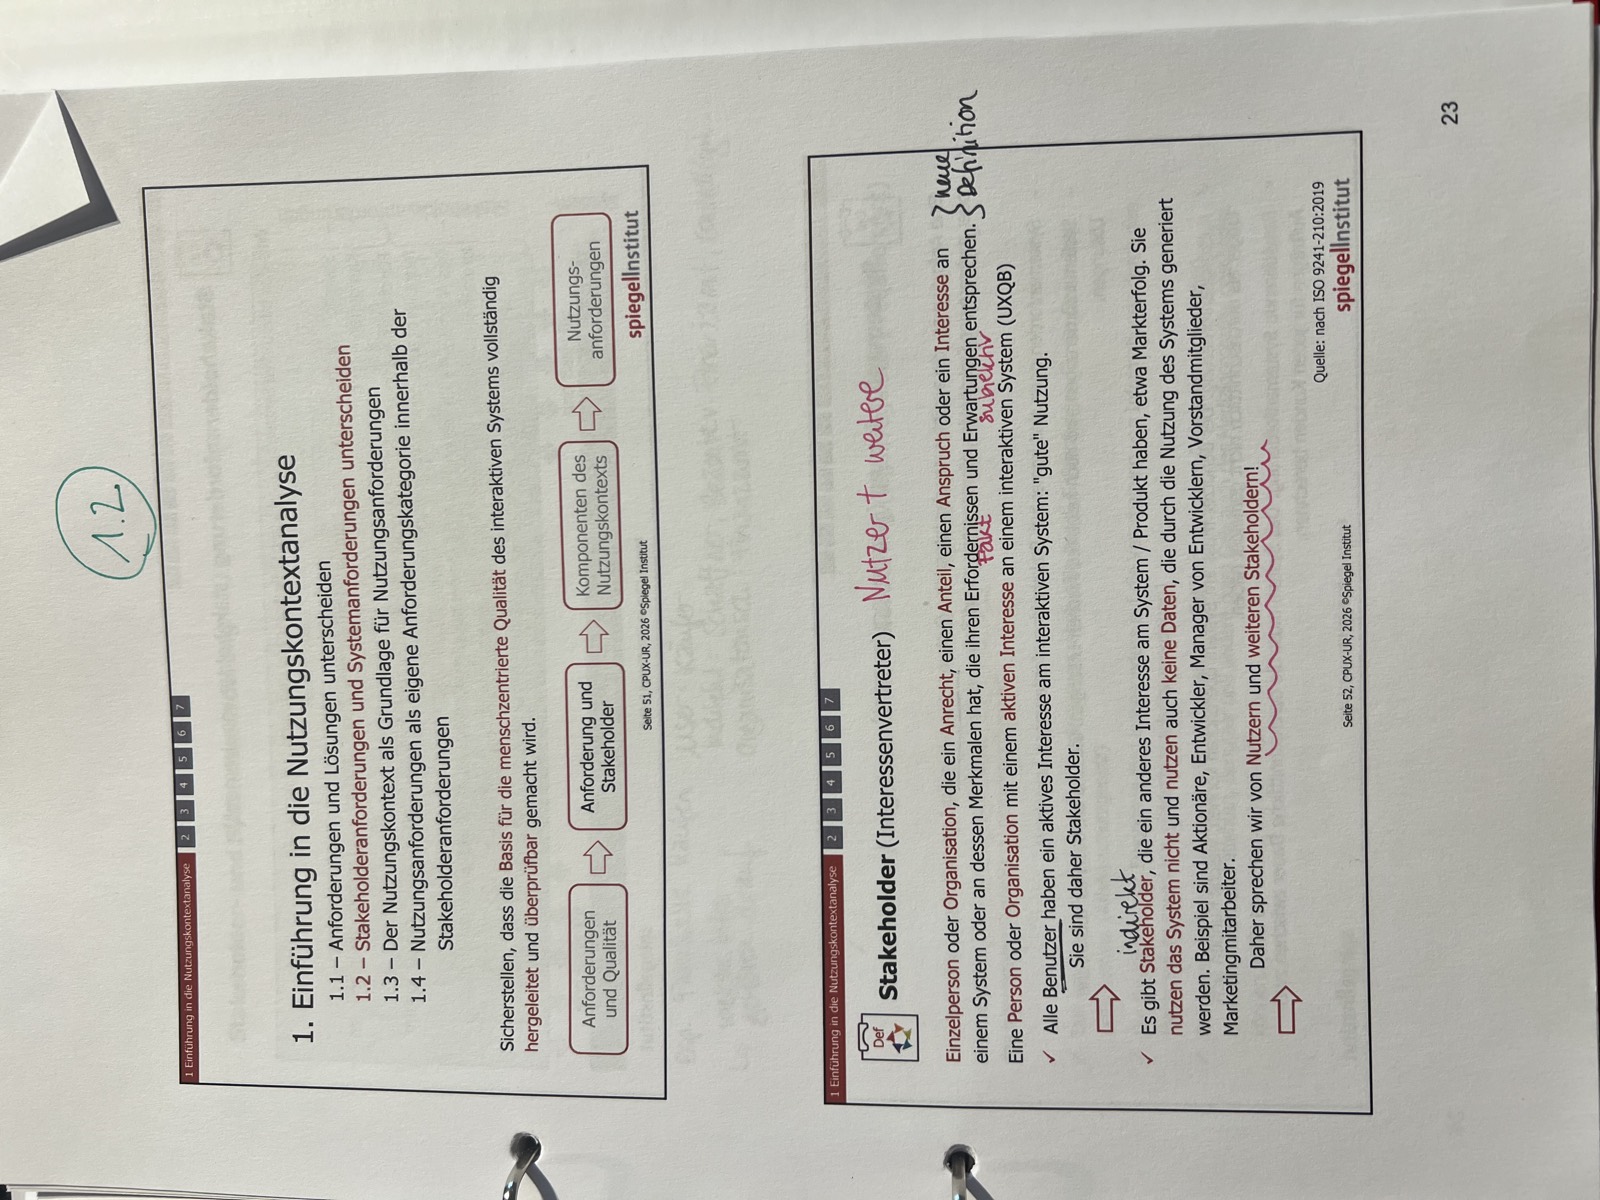 1.2
1 Einführung in die Nutzungskontextanalyse 2 3 4 5 6 7
1. Einführung in die Nutzungskontextanalyse
1.1 – Anforderungen und Lösungen unterscheiden
1.2 – Stakeholderanforderungen und Systemanforderungen unterscheiden
1.3 – Der Nutzungskontext als Grundlage für Nutzungsanforderungen
1.4 – Nutzungsanforderungen als eigene Anforderungskategorie innerhalb der
Stakeholderanforderungen
Sicherstellen, dass die Basis für die menschzentrierte Qualität des interaktiven Systems vollständig
hergeleitet und überprüfbar gemacht wird.
Anforderungen
und Qualität
Anforderung und
Stakeholder
Komponenten des
Nutzungskontexts
Nutzungs-
anforderungen
spiegelInstitut
Seite 51, CPUX-UR, 2026 ©Spiegel Institut
1 Einführung in die Nutzungskontextanalyse 2 3 4 5 6 7
Def
Stakeholder (Interessenvertreter) Nutzer + weitere
Einzelperson oder Organisation, die ein Anrecht, einen Anteil, einen Anspruch oder ein Interesse an
einem System oder an dessen Merkmalen hat, die ihren Erfordernissen und Erwartungen entsprechen.
neue
Definition
Fakt subjektiv
Eine Person oder Organisation mit einem aktiven Interesse an einem interaktiven System (UXQB)
✓ Alle Benutzer haben ein aktives Interesse am interaktiven System: "gute" Nutzung.
Sie sind daher Stakeholder.
indirekt
✓ Es gibt Stakeholder, die ein anderes Interesse am System / Produkt haben, etwa Markterfolg. Sie
nutzen das System nicht und nutzen auch keine Daten, die durch die Nutzung des Systems generiert
werden. Beispiel sind Aktionäre, Entwickler, Manager von Entwicklern, Vorstandmitglieder,
Marketingmitarbeiter.
Daher sprechen wir von Nutzern und weiteren Stakeholdern!
Quelle: nach ISO 9241-210:2019
spiegelInstitut
Seite 52, CPUX-UR, 2026 ©Spiegel Institut
23